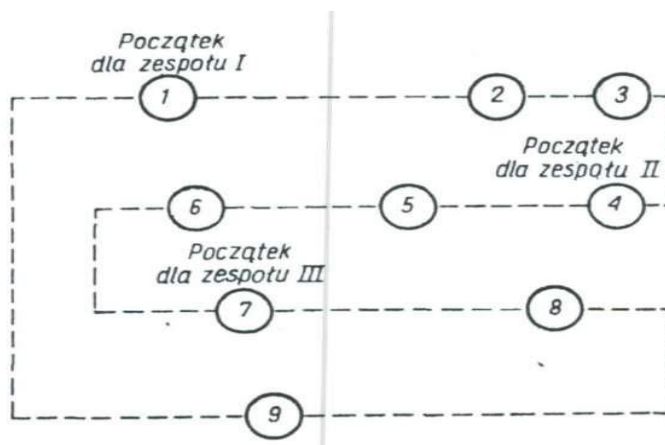 Początek
dla zespołu I
1
2
3
Początek
dla zespołu II
6
5
4
Początek
dla zespołu III
7
8
9